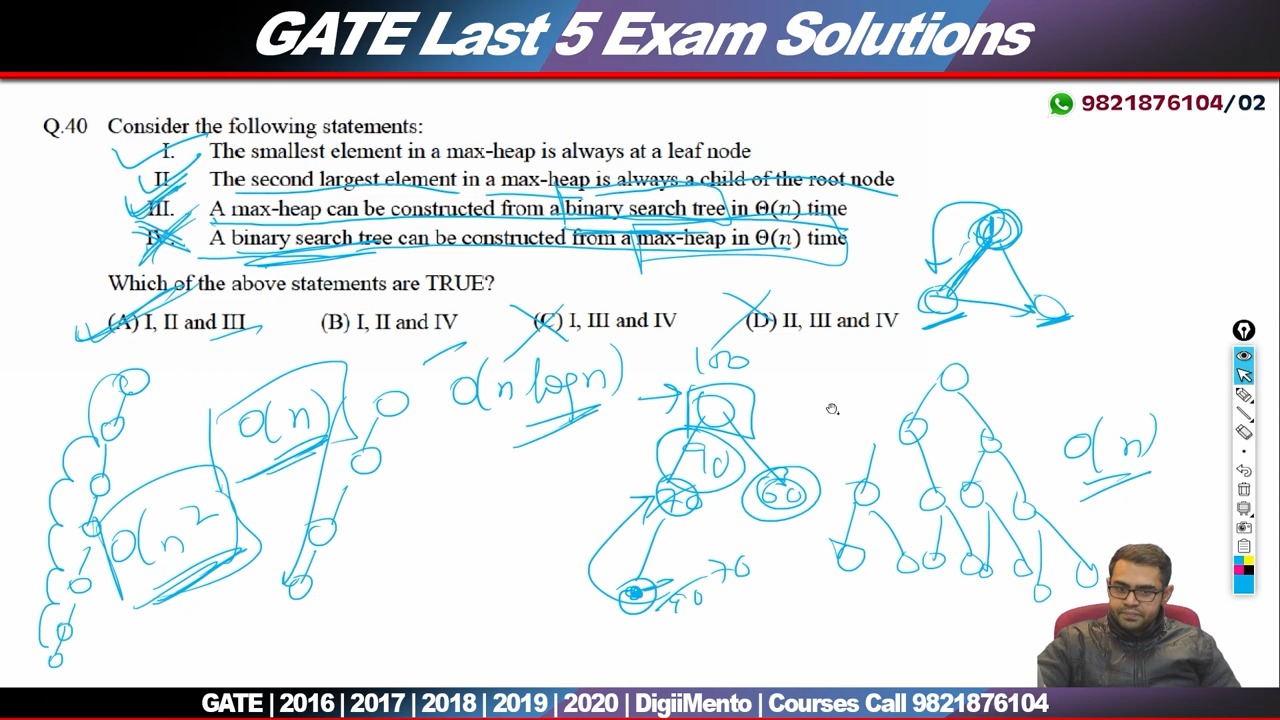 GATE Last 5 Exam Solutions
9821876104/02
Q.40 Consider the following statements:
I. The smallest element in a max-heap is always at a leaf node
II. The second largest element in a max-heap is always a child of the root node
III. A max-heap can be constructed from a binary search tree in Θ(n) time
IV. A binary search tree can be constructed from a max-heap in Θ(n) time
Which of the above statements are TRUE?
(A) I, II and III (B) I, II and IV (C) I, III and IV (D) II, III and IV
100
O(n log n)
O(n)
O(n)
90
60
O(n²
70
GATE | 2016 | 2017 | 2018 | 2019 | 2020 | DigiiMento | Courses Call 9821876104